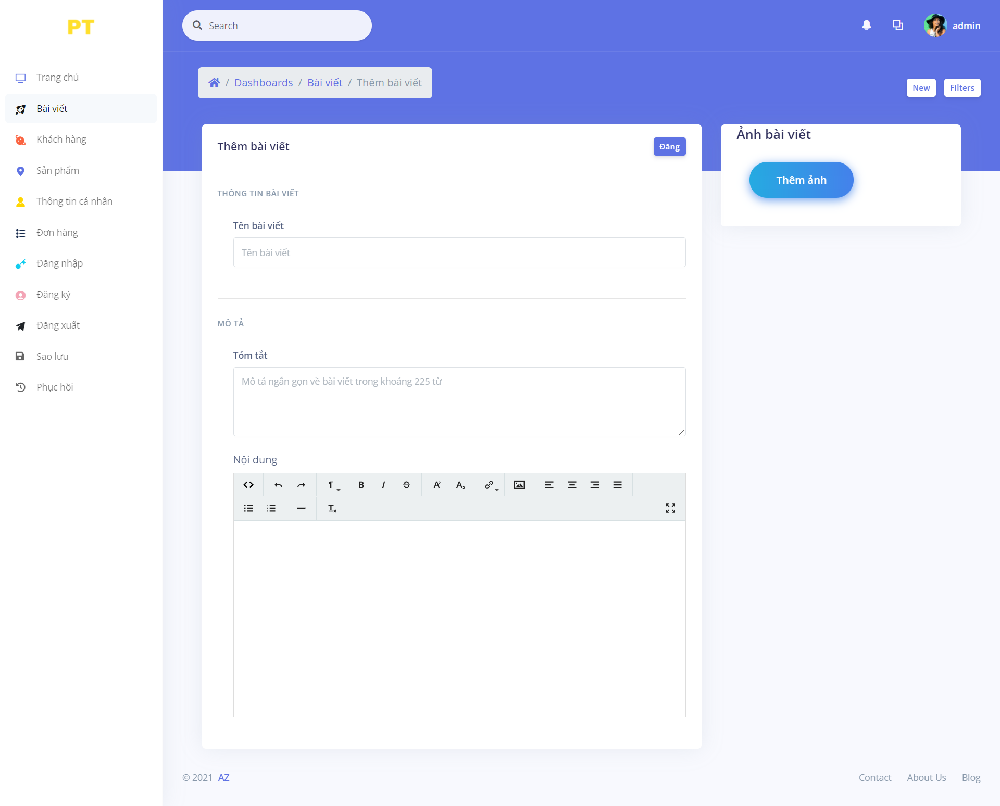 PT
Trang chủ
Bài viết
Khách hàng
Sản phẩm
Thông tin cá nhân
Đơn hàng
Đăng nhập
Đăng ký
Đăng xuất
Sao lưu
Phục hồi
Search
admin
/ Dashboards / Bài viết / Thêm bài viết
New
Filters
Thêm bài viết
Đăng
THÔNG TIN BÀI VIẾT
Tên bài viết
Tên bài viết
MÔ TẢ
Tóm tắt
Mô tả ngắn gọn về bài viết trong khoảng 225 từ
Nội dung
Ảnh bài viết
Thêm ảnh
© 2021 AZ
Contact
About Us
Blog